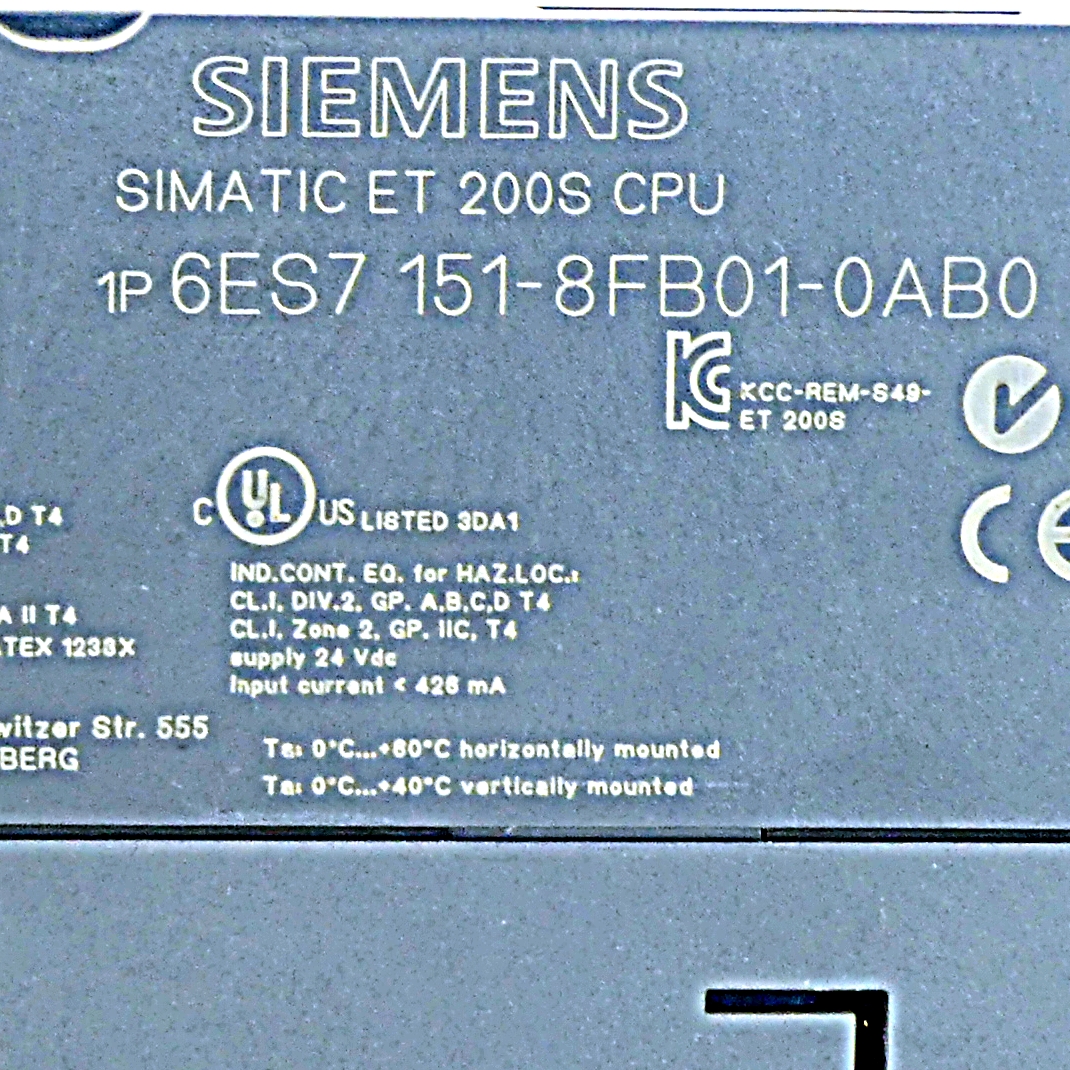 SIEMENS
SIMATIC ET 200S CPU
1P 6ES7 151-8FB01-0AB0
KC KCC-REM-S49-
ET 200S
C UL US LISTED 3DA1
IND.CONT. EQ. for HAZ.LOC.:
CL.I, DIV.2, GP. A,B,C,D T4
CL.I, Zone 2, GP. IIC, T4
supply 24 Vdc
Input current < 426 mA
,D T4
T4
A II T4
TEX 1238X
witzer Str. 555
BERG
Ta: 0°C...+60°C horizontally mounted
Ta: 0°C...+40°C vertically mounted
CE